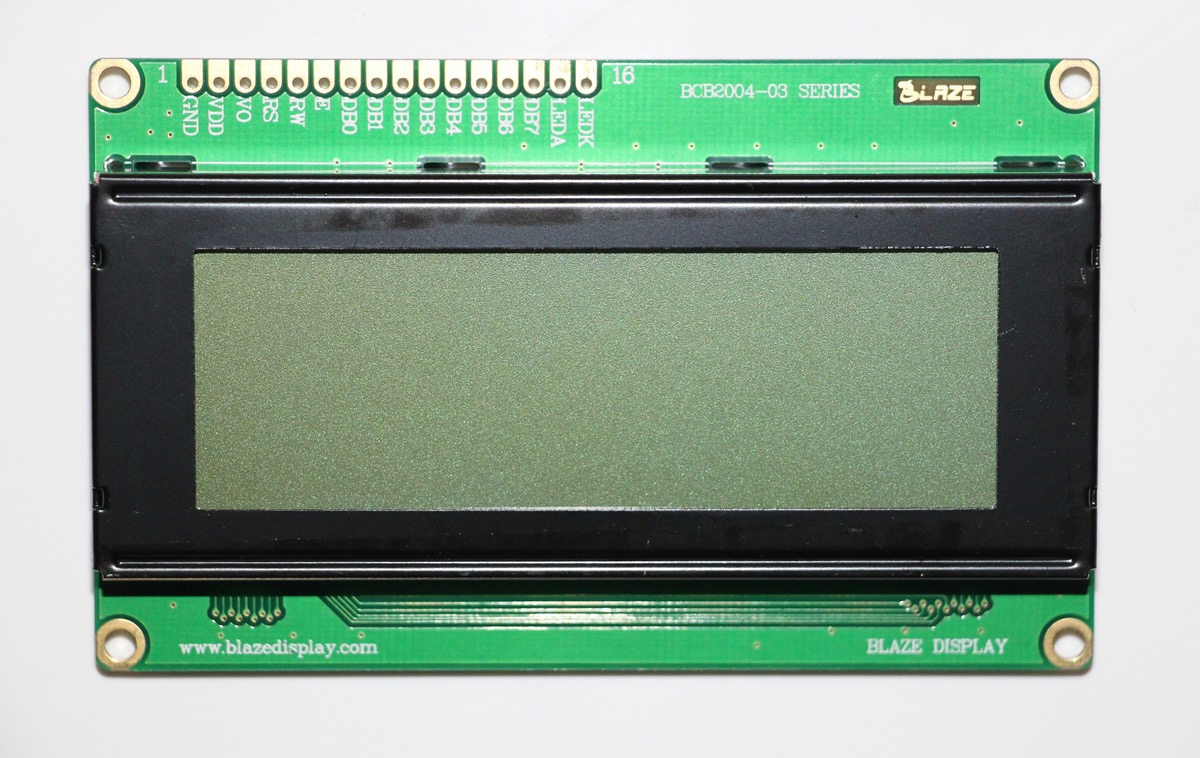 1
16
GND
VDD
VO
RS
RW
E
DB0
DB1
DB2
DB3
DB4
DB5
DB6
DB7
LEDA
LEDK
BCB2004-03 SERIES
BLAZE
www.blazedisplay.com
BLAZE DISPLAY